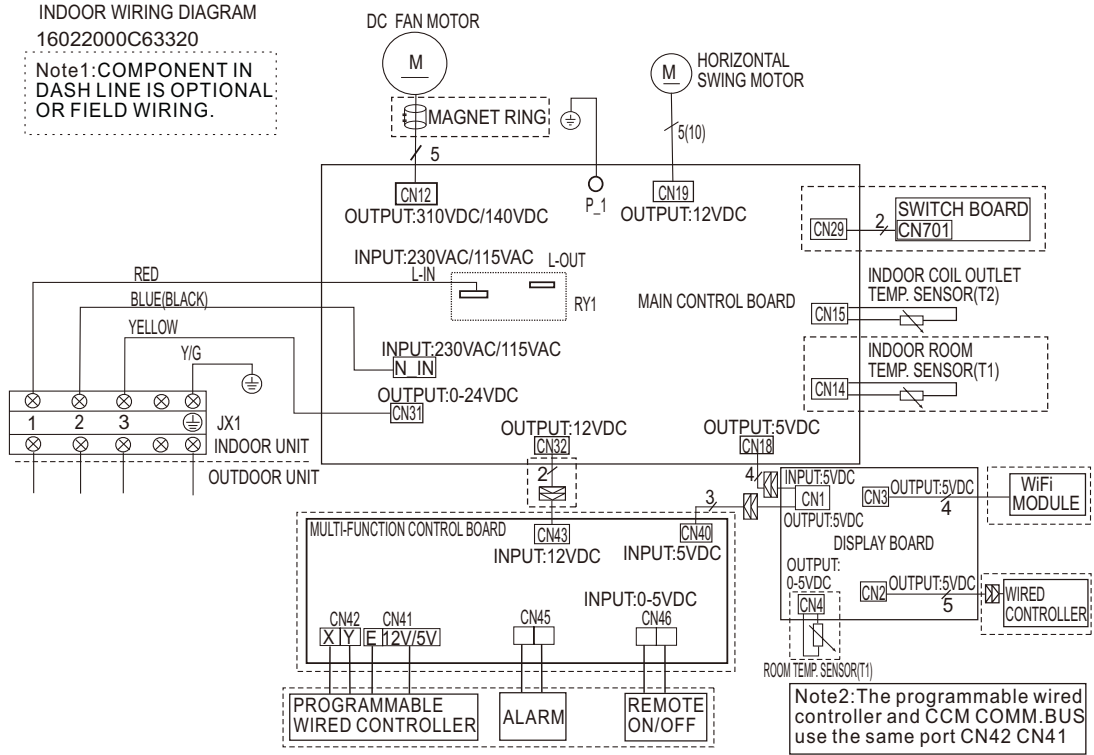 INDOOR WIRING DIAGRAM
16022000C63320
Note1:COMPONENT IN
DASH LINE IS OPTIONAL
OR FIELD WIRING.
DC FAN MOTOR
M
MAGNET RING
5
HORIZONTAL
SWING MOTOR
M
5(10)
CN12
OUTPUT:310VDC/140VDC
P_1
CN19
OUTPUT:12VDC
INPUT:230VAC/115VAC
L-IN
L-OUT
RY1
MAIN CONTROL BOARD
CN29
2
SWITCH BOARD
CN701
INDOOR COIL OUTLET
TEMP. SENSOR(T2)
CN15
INDOOR ROOM
TEMP. SENSOR(T1)
CN14
RED
BLUE(BLACK)
YELLOW
Y/G
INPUT:230VAC/115VAC
N_IN
OUTPUT:0-24VDC
CN31
1 2 3
JX1
INDOOR UNIT
OUTDOOR UNIT
OUTPUT:12VDC
CN32
2
OUTPUT:5VDC
CN18
4
3
MULTI-FUNCTION CONTROL BOARD
CN43
INPUT:12VDC
CN40
INPUT:5VDC
INPUT:5VDC
CN1
OUTPUT:5VDC
CN3
OUTPUT:5VDC
4
WiFi
MODULE
DISPLAY BOARD
OUTPUT:
0-5VDC
CN4
CN2
OUTPUT:5VDC
5
WIRED
CONTROLLER
ROOM TEMP. SENSOR(T1)
CN42
X Y
CN41
E 12V/5V
CN45
INPUT:0-5VDC
CN46
PROGRAMMABLE
WIRED CONTROLLER
ALARM
REMOTE
ON/OFF
Note2:The programmable wired
controller and CCM COMM.BUS
use the same port CN42 CN41